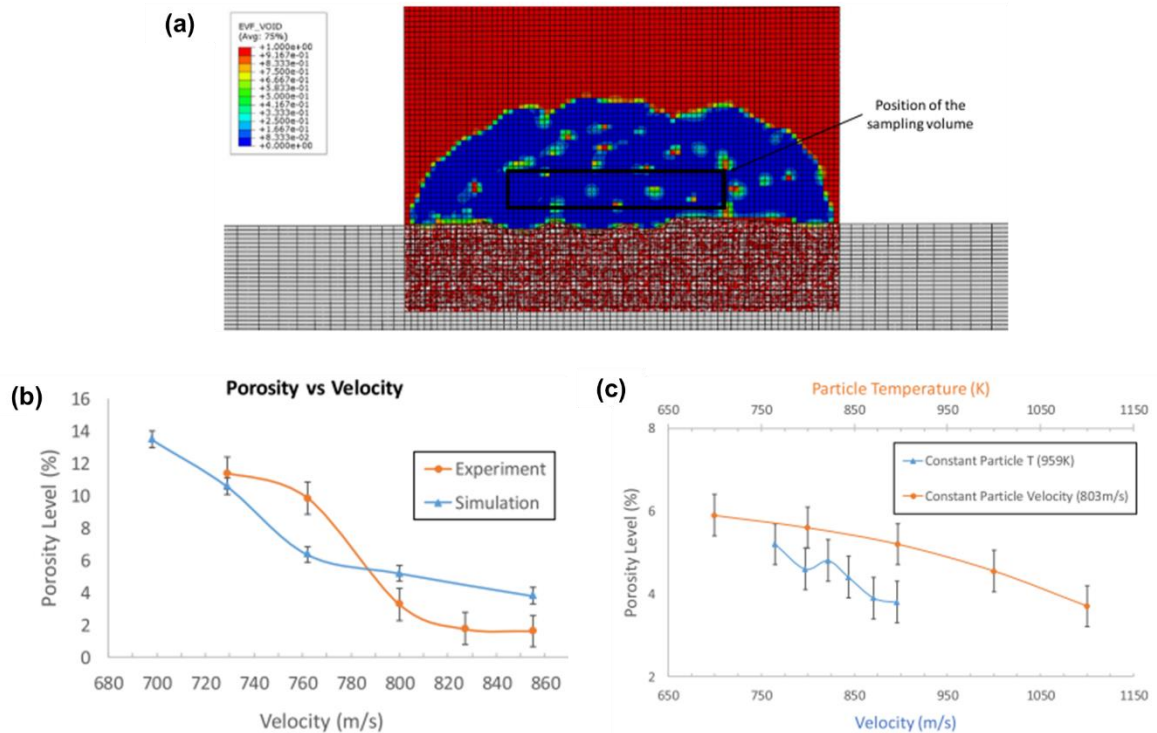 (a)
EVF_VOID
(Avg: 75%)
+1.000e+00
+9.167e-01
+8.333e-01
+7.500e-01
+6.667e-01
+5.833e-01
+5.000e-01
+4.167e-01
+3.333e-01
+2.500e-01
+1.667e-01
+8.333e-02
+0.000e+00
Position of the
sampling volume
(b)
Porosity vs Velocity
16
14
12
10
8
6
4
2
0
Porosity Level (%)
Experiment
Simulation
680 700 720 740 760 780 800 820 840 860
Velocity (m/s)
(c)
Particle Temperature (K)
650 750 850 950 1050 1150
8
6
4
2
Porosity Level (%)
Constant Particle T (959K)
Constant Particle Velocity (803m/s)
650 750 850 950 1050 1150
Velocity (m/s)